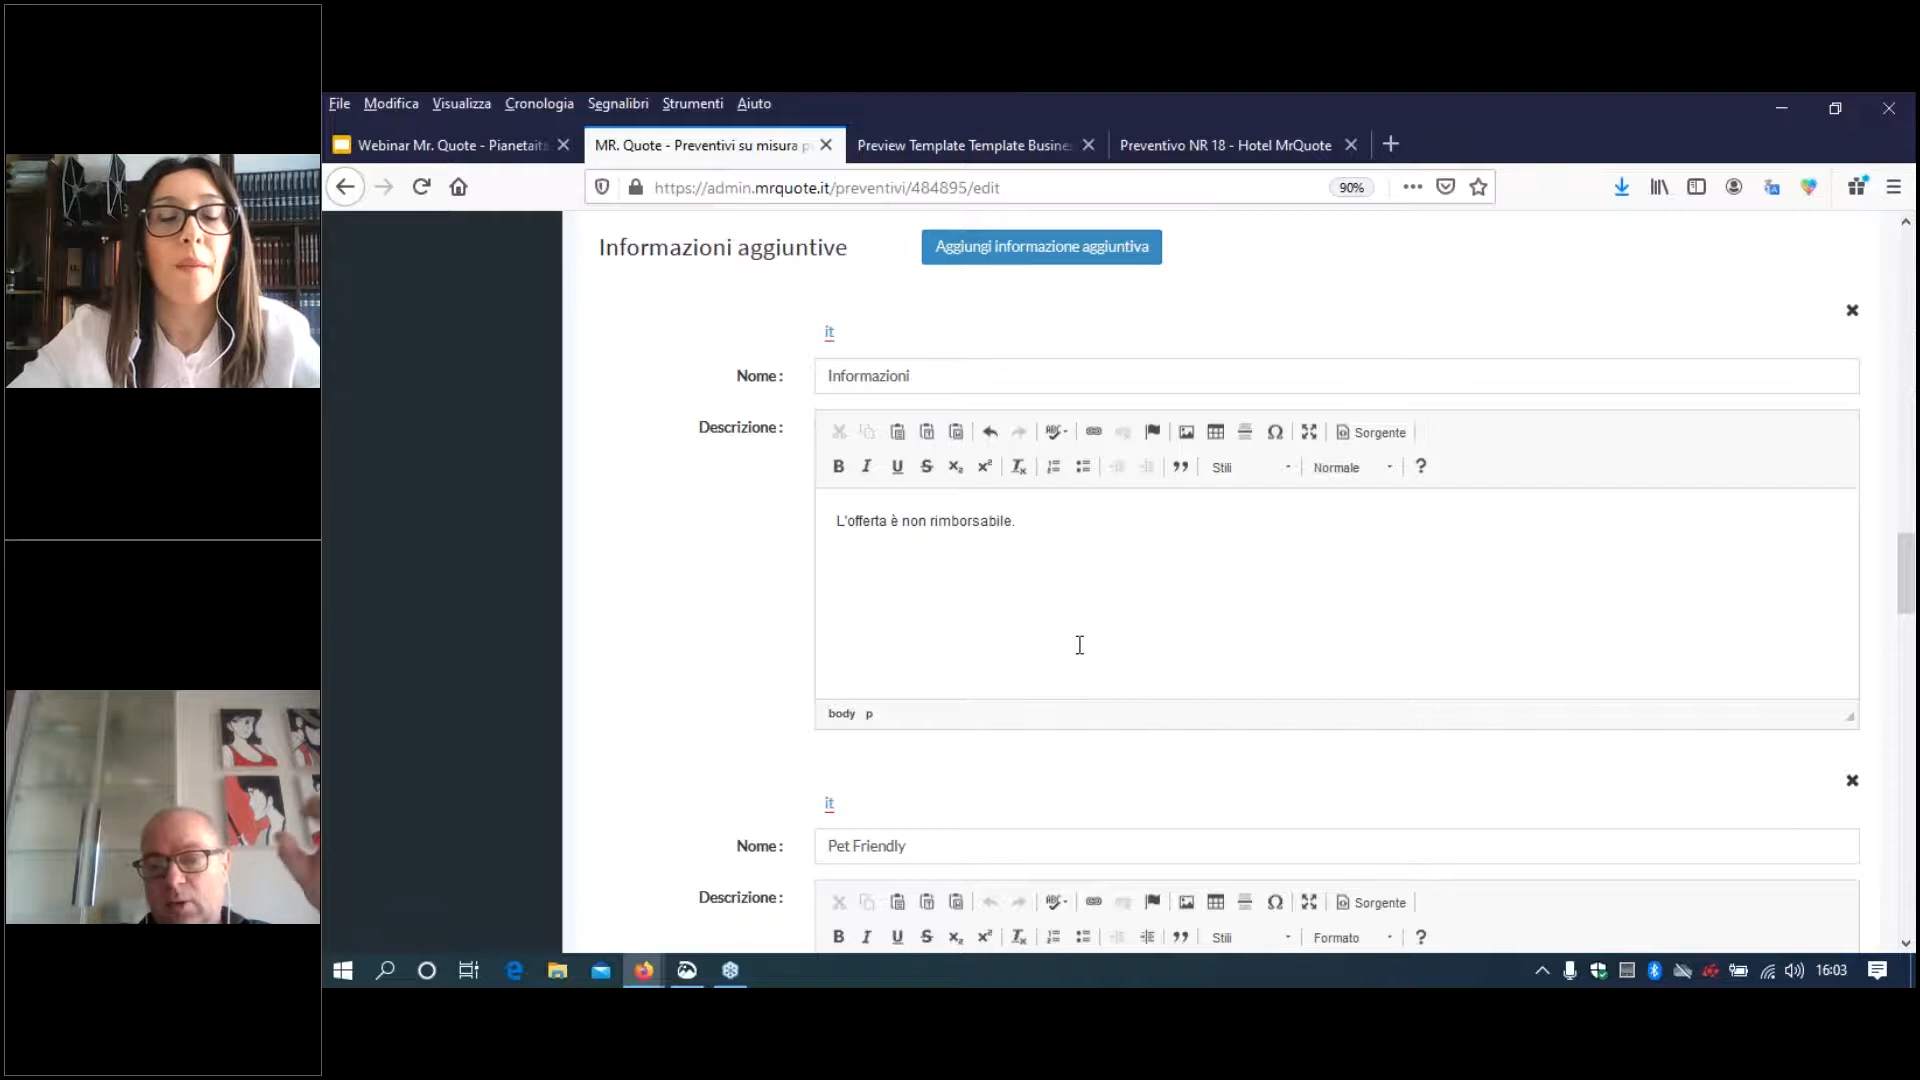 File Modifica Visualizza Cronologia Segnalibri Strumenti Aiuto
Webinar Mr. Quote - Pianetaita
MR. Quote - Preventivi su misura p
Preview Template Template Busine
Preventivo NR 18 - Hotel MrQuote
https://admin.mrquote.it/preventivi/484895/edit
90%
Informazioni aggiuntive
Aggiungi informazione aggiuntiva
it
Nome :
Informazioni
Descrizione :
Sorgente
Stili
Normale
L'offerta è non rimborsabile.
body p
it
Nome :
Pet Friendly
Descrizione :
Sorgente
Stili
Formato
16:03